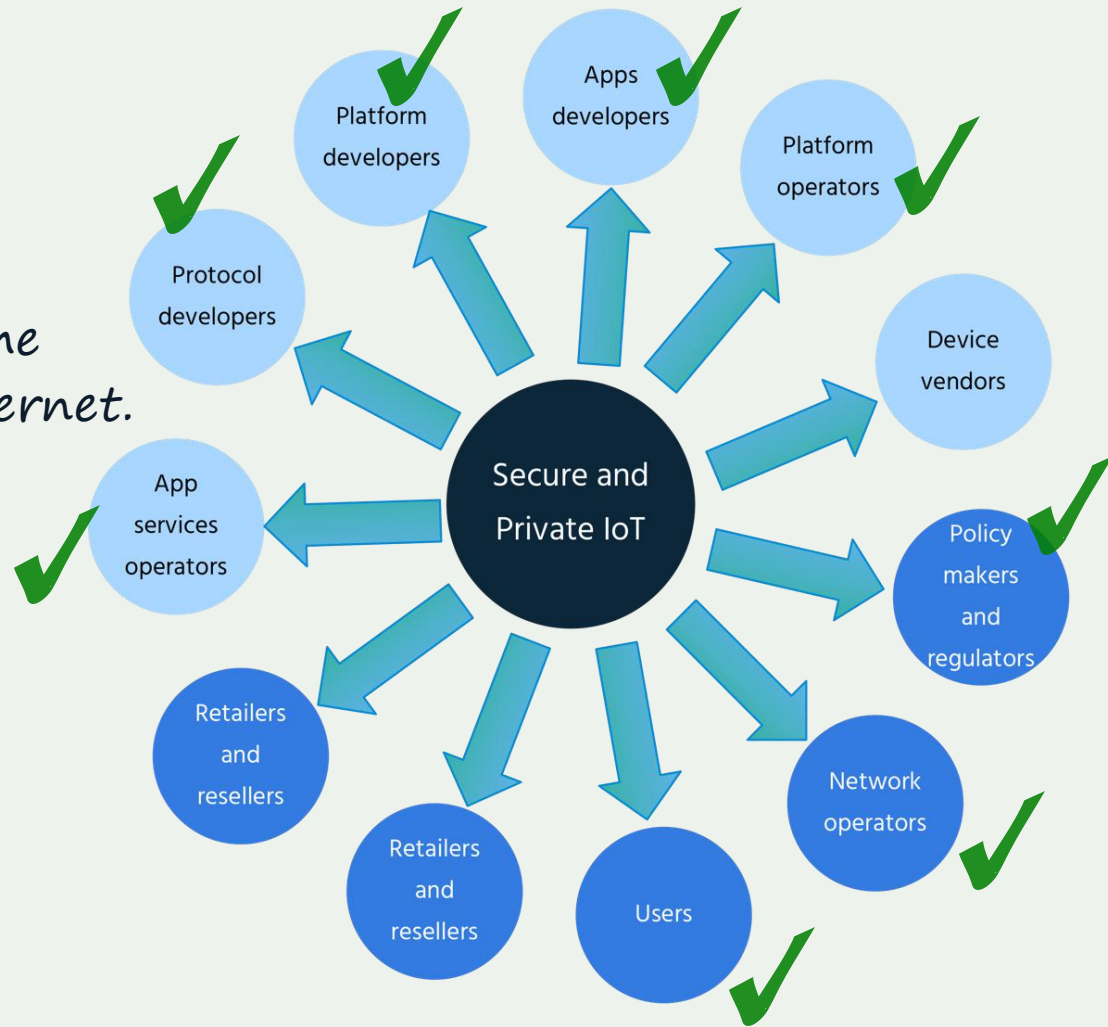 Apps
developers
Platform
developers
Platform
operators
Protocol
developers
Device
vendors
ernet.
App
services
operators
Secure and
Private IoT
Policy
makers
and
regulators
Retailers
and
resellers
Network
operators
Retailers
and
resellers
Users